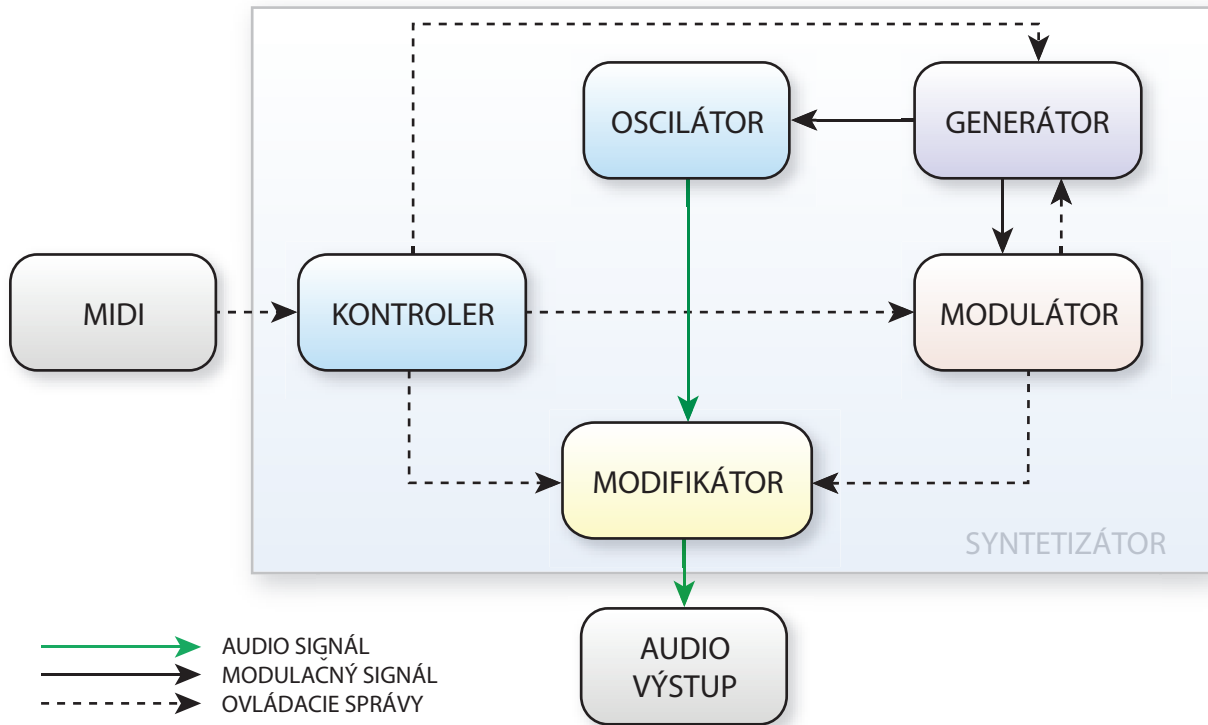 OSCILÁTOR
GENERÁTOR
MIDI
KONTROLER
MODULÁTOR
MODIFIKÁTOR
SYNTETIZÁTOR
AUDIO
VÝSTUP
AUDIO SIGNÁL
MODULAČNÝ SIGNÁL
OVLÁDACIE SPRÁVY